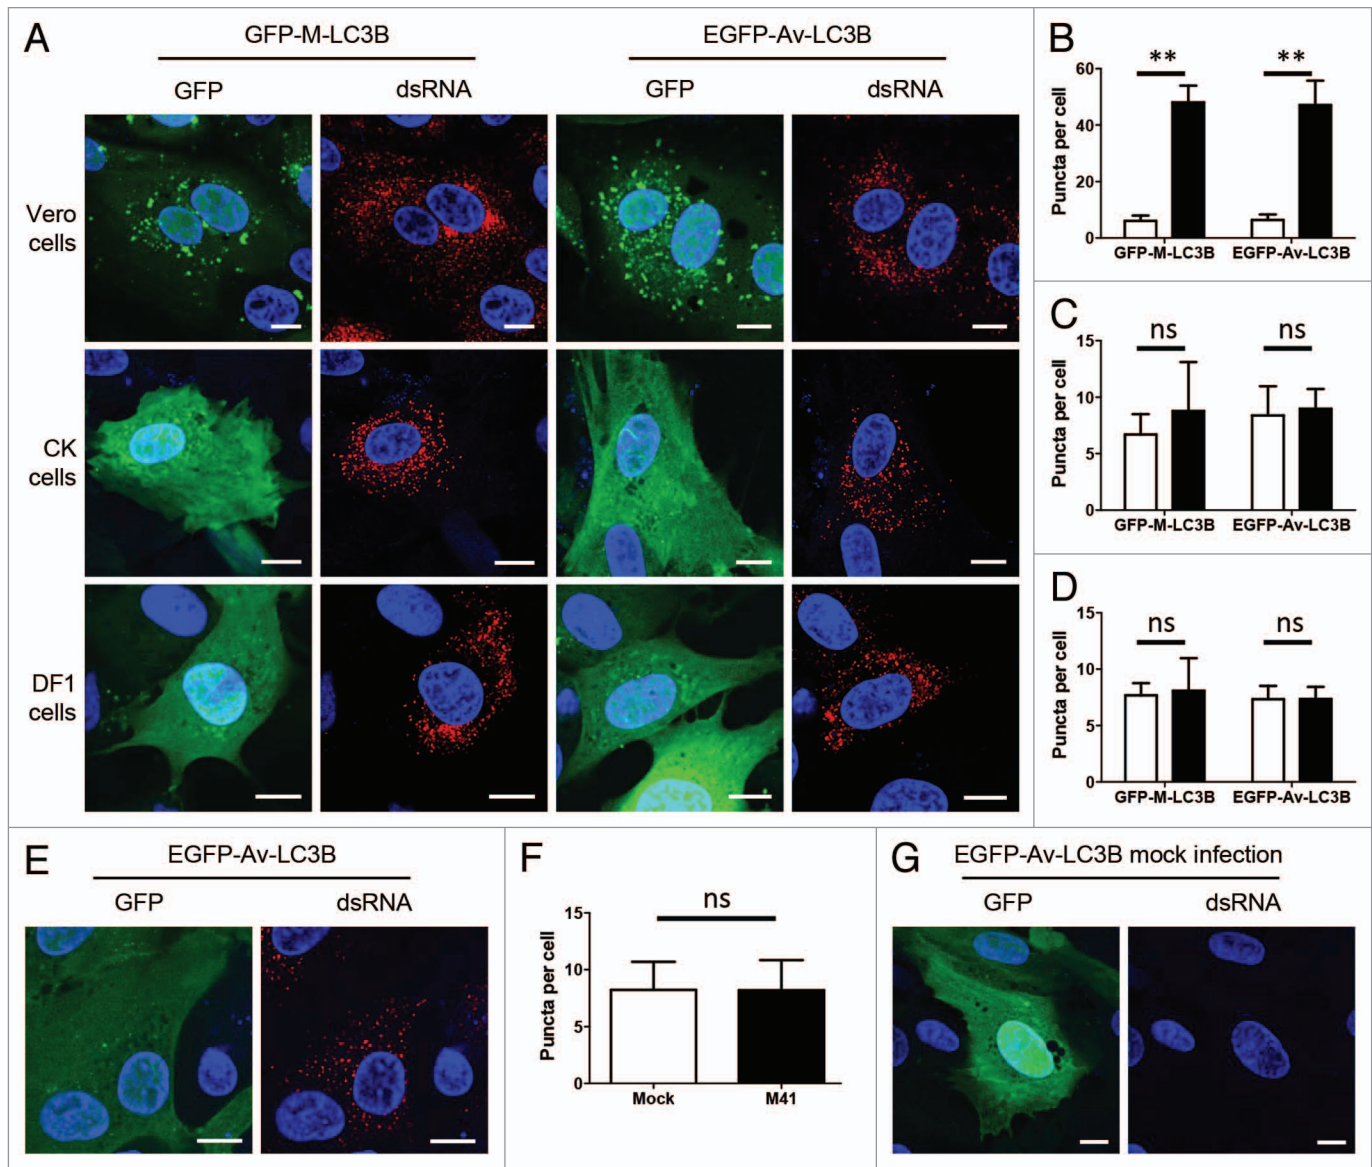 A
GFP-M-LC3B
EGFP-Av-LC3B
GFP
dsRNA
GFP
dsRNA
Vero
cells
CK
cells
DF1
cells
B
**
**
Puncta per cell
60
40
20
0
GFP-M-LC3B
EGFP-Av-LC3B
C
ns
ns
Puncta per cell
15
10
5
0
GFP-M-LC3B
EGFP-Av-LC3B
D
ns
ns
Puncta per cell
15
10
5
0
GFP-M-LC3B
EGFP-Av-LC3B
E
EGFP-Av-LC3B
GFP
dsRNA
F
ns
Puncta per cell
15
10
5
0
Mock
M41
G
EGFP-Av-LC3B mock infection
GFP
dsRNA